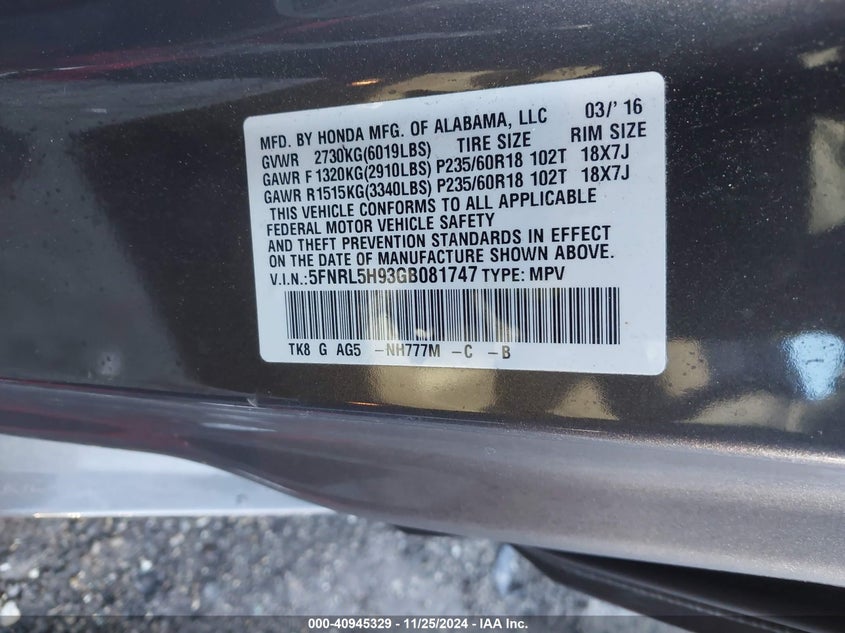 MFD. BY HONDA MFG. OF ALABAMA, LLC 03/' 16
GVWR 2730KG(6019LBS) TIRE SIZE RIM SIZE
GAWR F1320KG(2910LBS) P235/60R18 102T 18X7J
GAWR R1515KG(3340LBS) P235/60R18 102T 18X7J
THIS VEHICLE CONFORMS TO ALL APPLICABLE
FEDERAL MOTOR VEHICLE SAFETY
AND THEFT PREVENTION STANDARDS IN EFFECT
ON THE DATE OF MANUFACTURE SHOWN ABOVE.
V.I.N.:5FNRL5H93GB081747 TYPE: MPV
TK8 G AG5 -NH777M -C -B
000-40945329 - 11/25/2024 - IAA Inc.